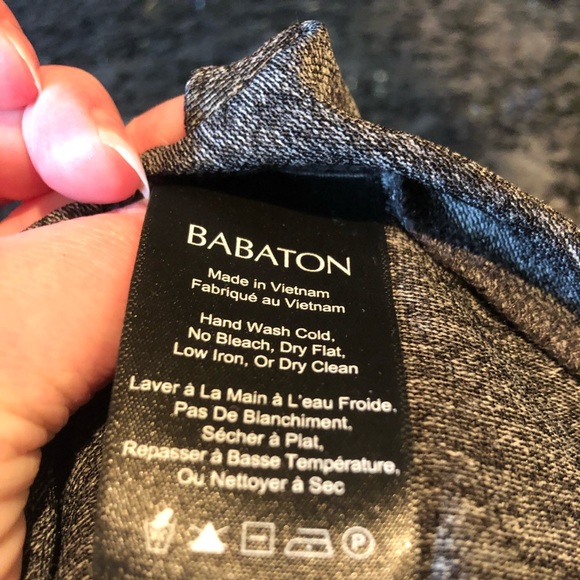 BABATON
Made in Vietnam
Fabriqué au Vietnam
Hand Wash Cold,
No Bleach, Dry Flat,
Low Iron, Or Dry Clean
Laver à La Main à L'eau Froide,
Pas De Blanchiment,
Sécher à Plat,
Repasser à Basse Température,
Ou Nettoyer à Sec
P